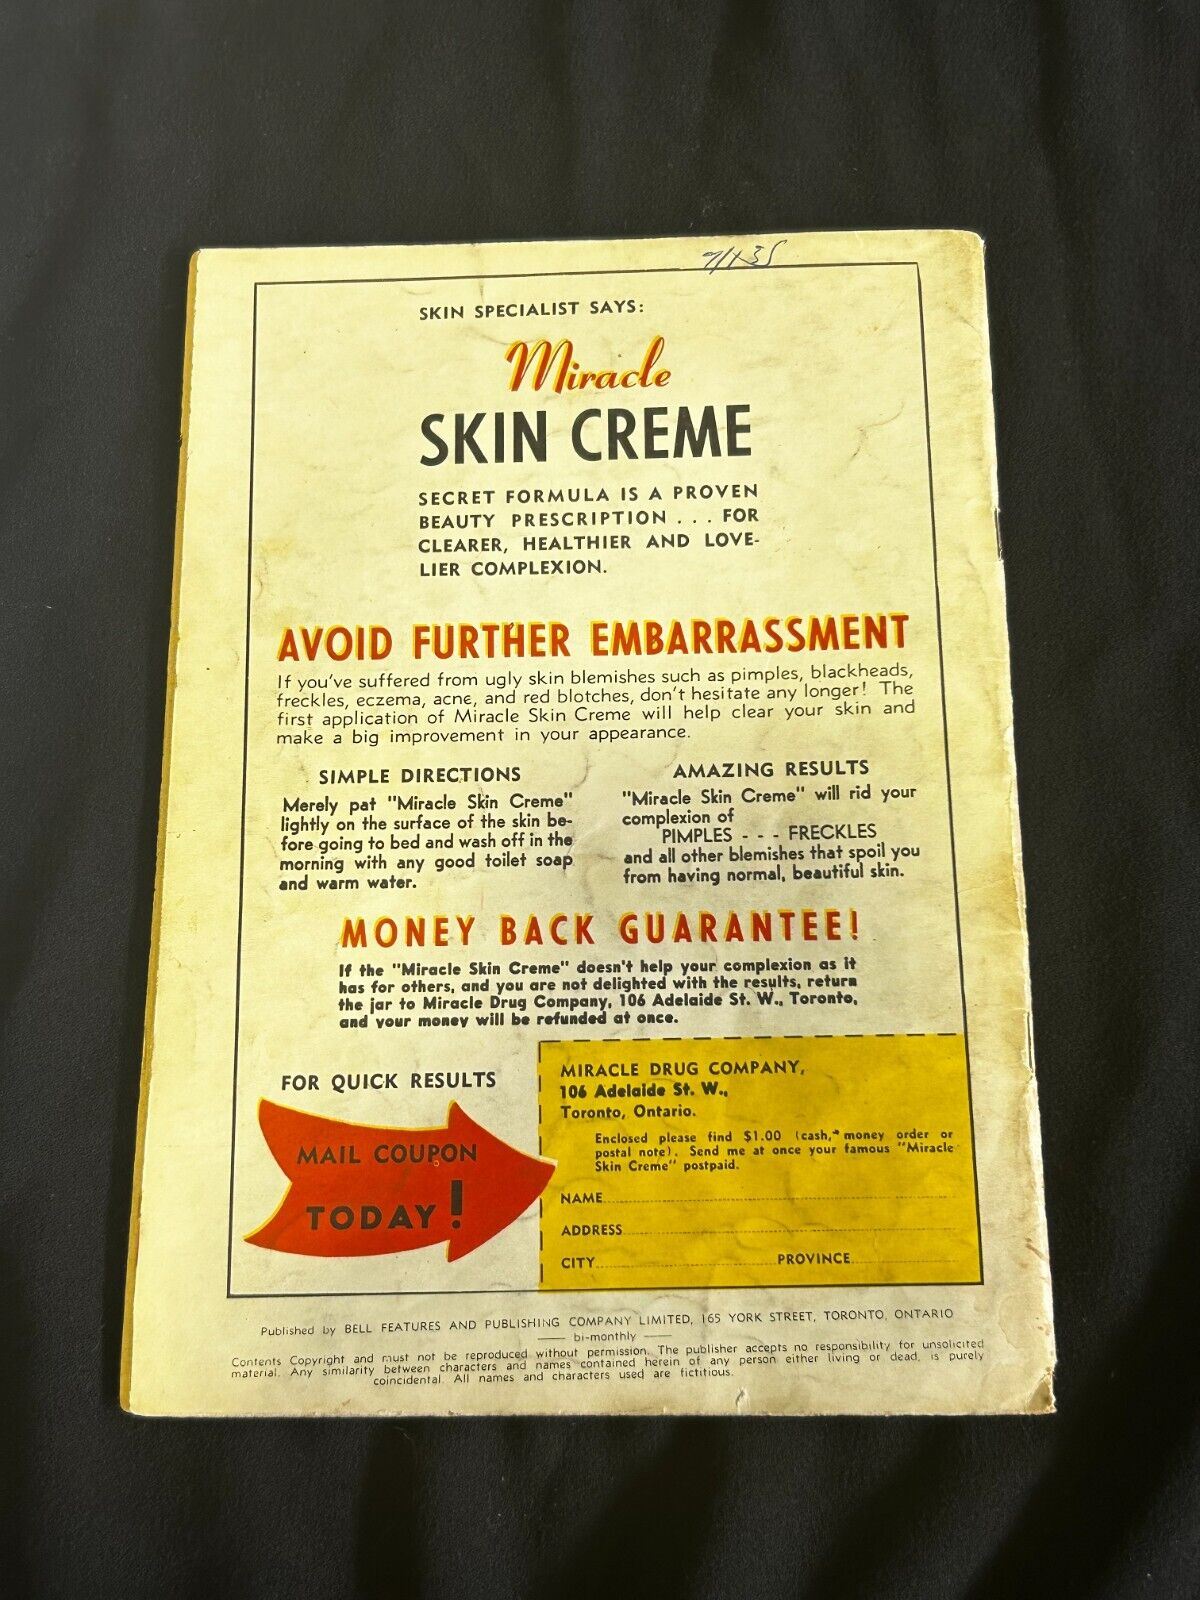 SKIN SPECIALIST SAYS:
Miracle
SKIN CREME
SECRET FORMULA IS A PROVEN
BEAUTY PRESCRIPTION . . . FOR
CLEARER, HEALTHIER AND LOVE-
LIER COMPLEXION.
AVOID FURTHER EMBARRASSMENT
If you've suffered from ugly skin blemishes such as pimples, blackheads,
freckles, eczema, acne, and red blotches, don't hesitate any longer! The
first application of Miracle Skin Creme will help clear your skin and
make a big improvement in your appearance.
SIMPLE DIRECTIONS
Merely pat "Miracle Skin Creme"
lightly on the surface of the skin be-
fore going to bed and wash off in the
morning with any good toilet soap
and warm water.
AMAZING RESULTS
"Miracle Skin Creme" will rid your
complexion of
PIMPLES - - - FRECKLES
and all other blemishes that spoil you
from having normal, beautiful skin.
MONEY BACK GUARANTEE!
If the "Miracle Skin Creme" doesn't help your complexion as it
has for others, and you are not delighted with the results, return
the jar to Miracle Drug Company, 106 Adelaide St. W., Toronto,
and your money will be refunded at once.
FOR QUICK RESULTS
MAIL COUPON
TODAY!
MIRACLE DRUG COMPANY,
106 Adelaide St. W.,
Toronto, Ontario.
Enclosed please find $1.00 (cash, money order or
postal note). Send me at once your famous "Miracle
Skin Creme" postpaid.
NAME
ADDRESS
CITY PROVINCE
Published by BELL FEATURES AND PUBLISHING COMPANY LIMITED, 165 YORK STREET, TORONTO, ONTARIO
— bi-monthly —
Contents Copyright and must not be reproduced without permission. The publisher accepts no responsibility for unsolicited
material. Any similarity between characters and names contained herein of any person either living or dead, is purely
coincidental. All names and characters used are fictitious.